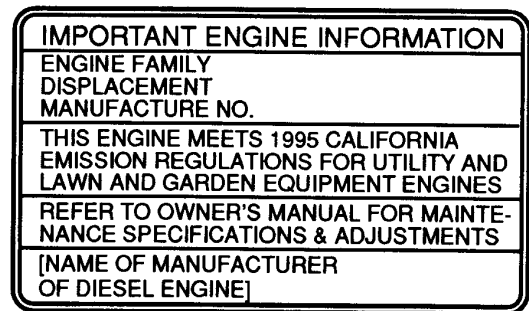 IMPORTANT ENGINE INFORMATION
ENGINE FAMILY
DISPLACEMENT
MANUFACTURE NO.
THIS ENGINE MEETS 1995 CALIFORNIA
EMISSION REGULATIONS FOR UTILITY AND
LAWN AND GARDEN EQUIPMENT ENGINES
REFER TO OWNER'S MANUAL FOR MAINTE-
NANCE SPECIFICATIONS & ADJUSTMENTS
[NAME OF MANUFACTURER
OF DIESEL ENGINE]